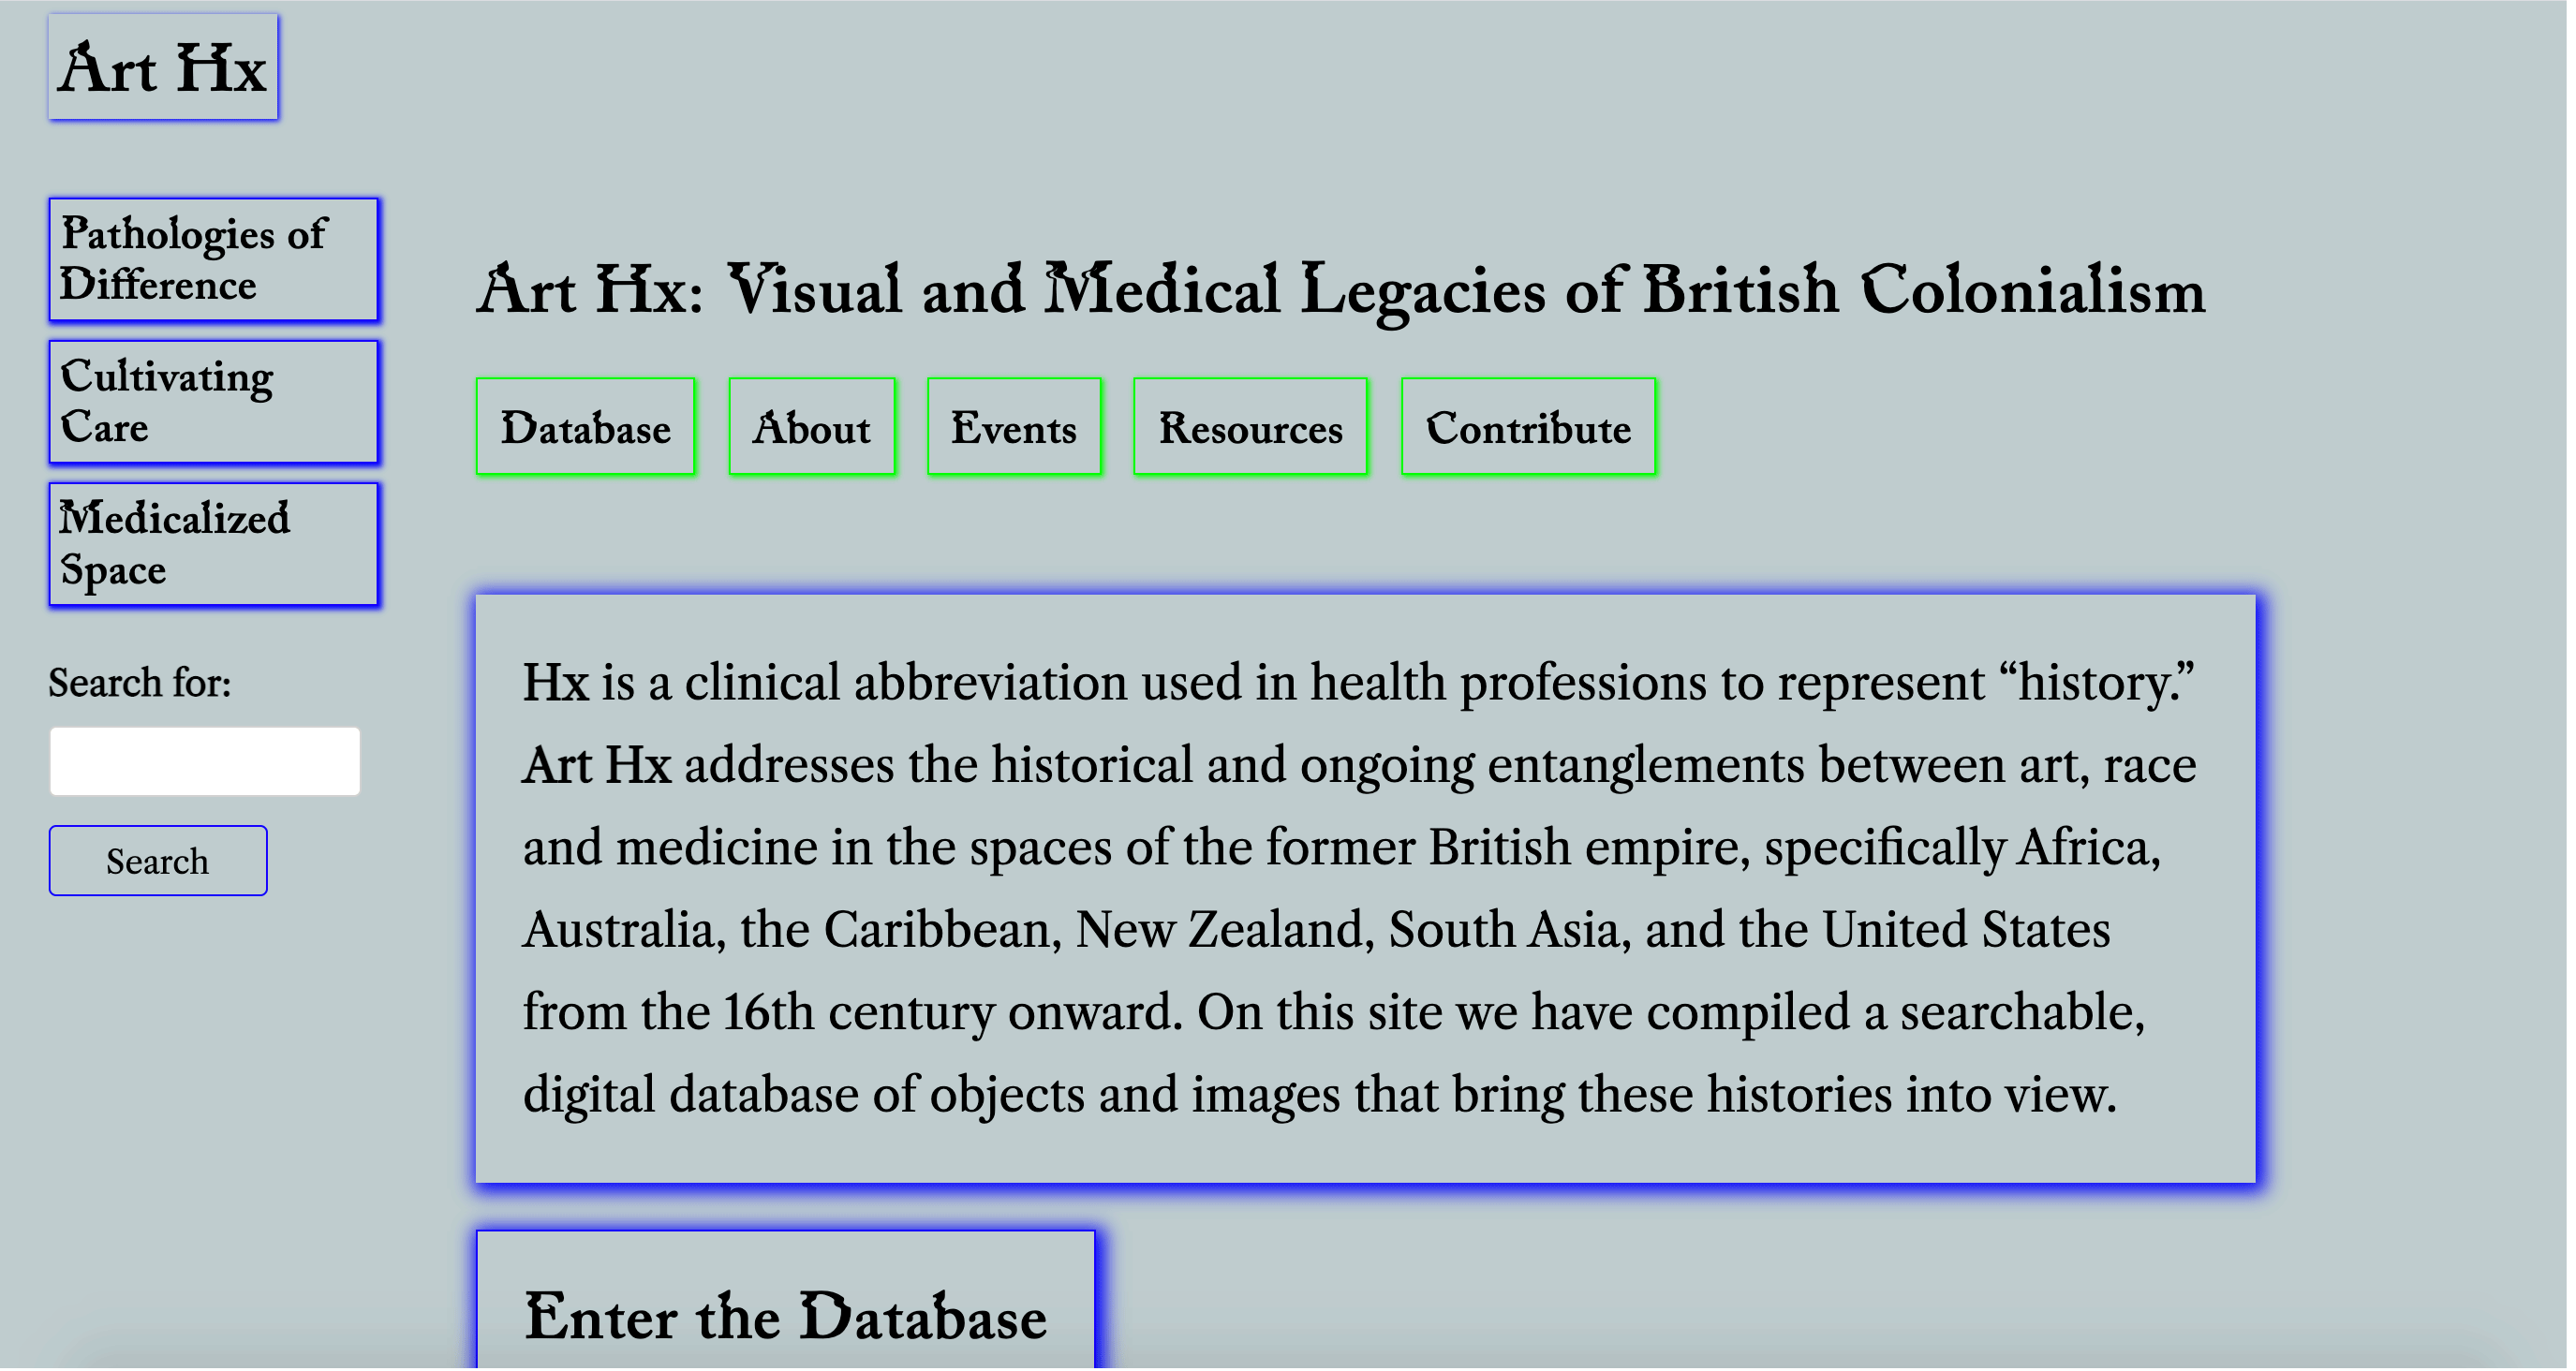 Art Hx
Pathologies of
Difference
Cultivating
Care
Medicalized
Space
Search for:
Search
Art Hx: Visual and Medical Legacies of British Colonialism
Database About Events Resources Contribute
Hx is a clinical abbreviation used in health professions to represent “history.”
Art Hx addresses the historical and ongoing entanglements between art, race
and medicine in the spaces of the former British empire, specifically Africa,
Australia, the Caribbean, New Zealand, South Asia, and the United States
from the 16th century onward. On this site we have compiled a searchable,
digital database of objects and images that bring these histories into view.
Enter the Database